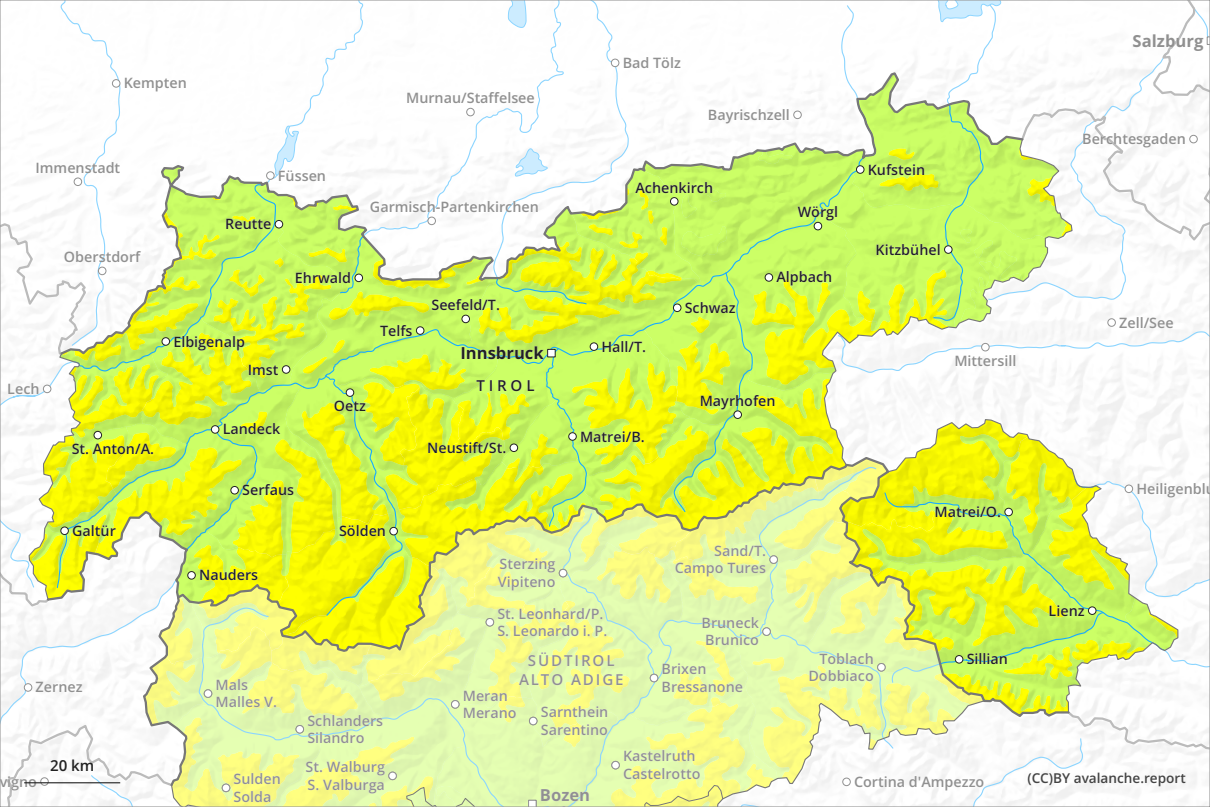 Salzburg
Bad Tölz
Kempten
Murnau/Staffelsee
Bayrischzell
Berchtesgaden
Immenstadt
Füssen
Kufstein
Achenkirch
Garmisch-Partenkirchen
Wörgl
Reutte
Kitzbühel
Oberstdorf
Ehrwald
Alpbach
Seefeld/T.
Schwaz
Zell/See
Telfs
Elbigenalp
Innsbruck
Hall/T.
Mittersill
Imst
TIROL
Lech
Oetz
Mayrhofen
Landeck
Matrei/B.
St. Anton/A.
Neustift/St.
Serfaus
Heiligenblu
Matrei/O.
Galtür
Sölden
Sand/T.
Campo Tures
Sterzing
Vipiteno
Nauders
St. Leonhard/P.
S. Leonardo i. P.
Lienz
Bruneck
Brunico
SÜDTIROL
ALTO ADIGE
Toblach
Dobbiaco
Sillian
Brixen
Bressanone
Zernez
Mals
Malles V.
Meran
Merano
Sarnthein
Sarentino
Schlanders
Silandro
Kastelruth
Castelrotto
St. Walburg
S. Valburga
20 km
vigno
Sulden
Solda
Cortina d'Ampezzo
(CC)BY avalanche.report
Bozen